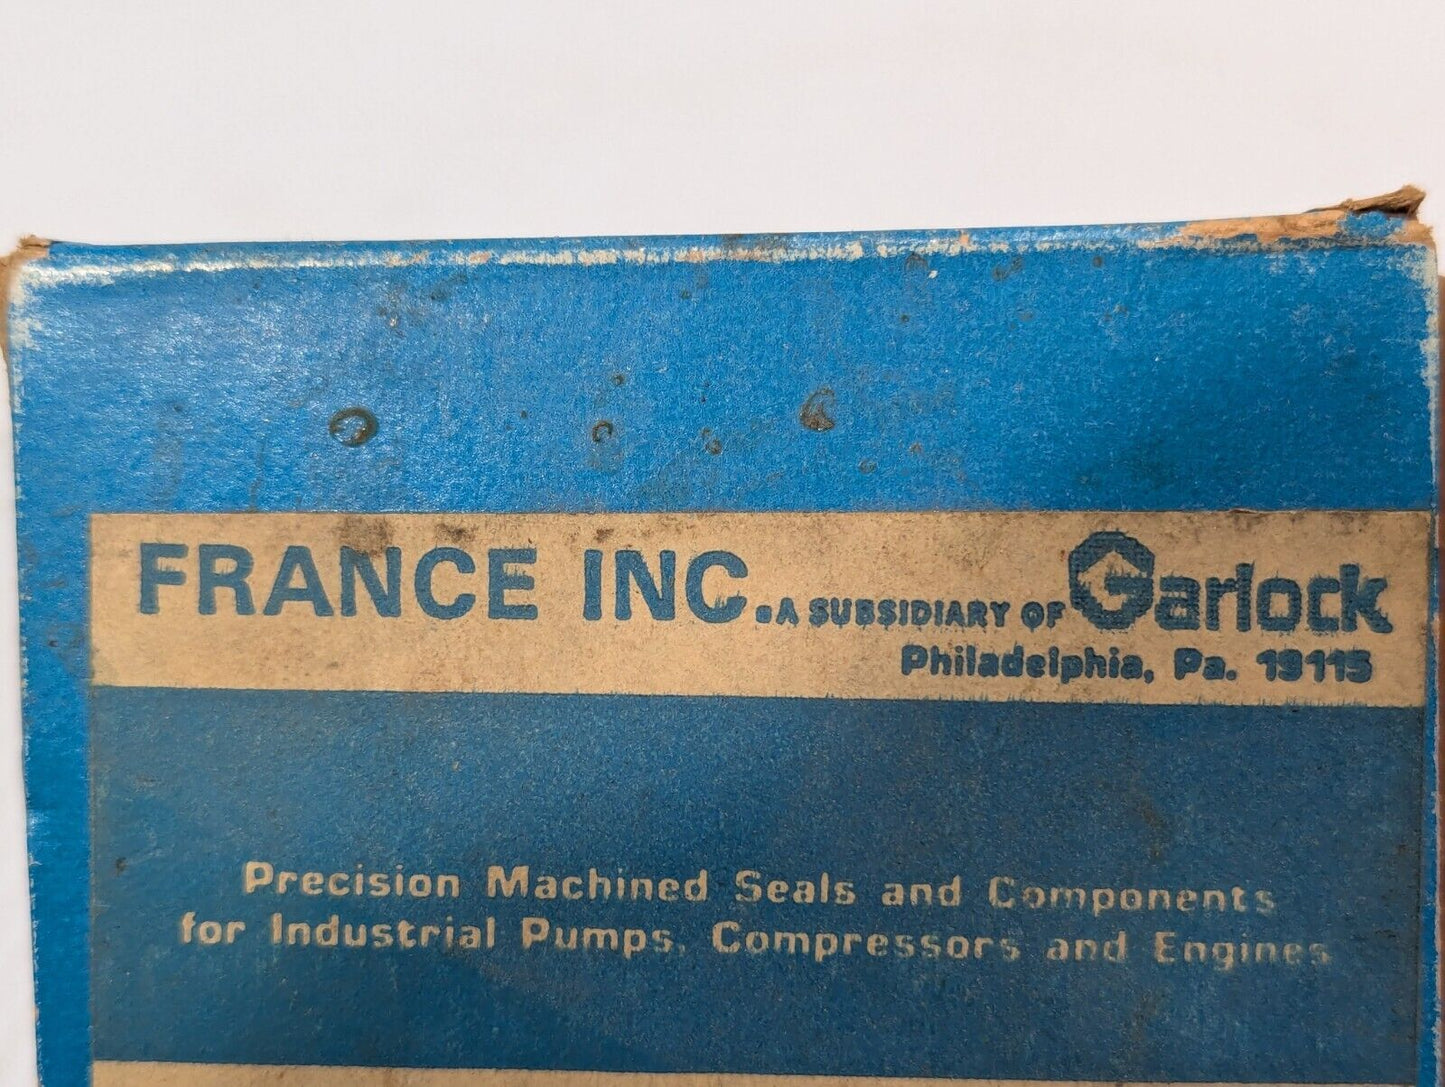 FRANCE INC. A SUBSIDIARY OF Garlock
Philadelphia, Pa. 19115
Precision Machined Seals and Components
for Industrial Pumps, Compressors and Engines